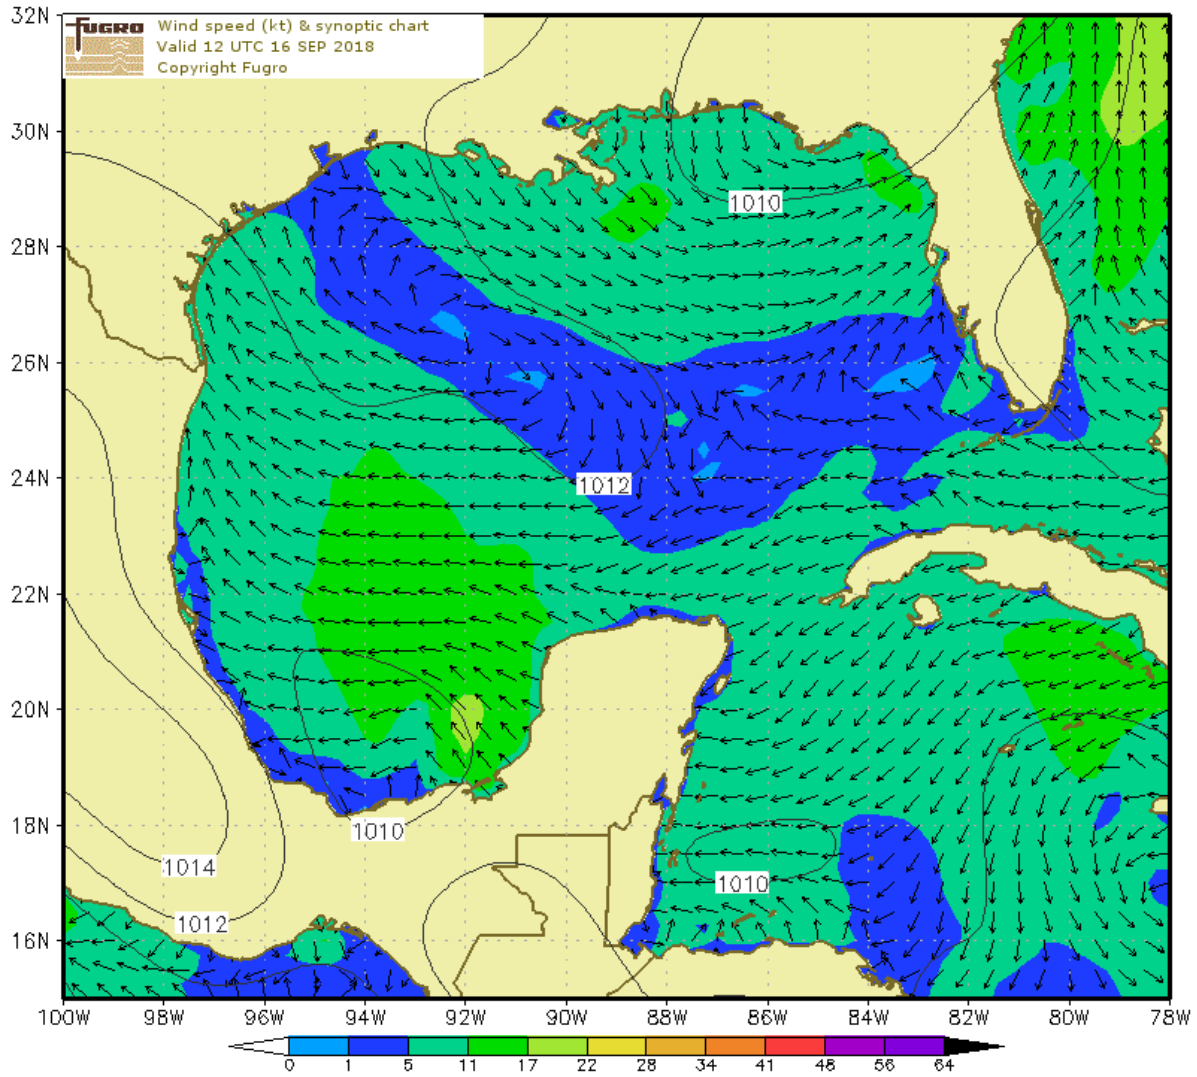 fugro
Wind speed (kt) & synoptic chart
Valid 12 UTC 16 SEP 2018
Copyright Fugro
32N
30N
28N
26N
24N
22N
20N
18N
16N
1010
1012
1010
1010
1014
1012
100W 98W 96W 94W 92W 90W 88W 86W 84W 82W 80W 78W
0 1 5 11 17 22 28 34 41 48 56 64